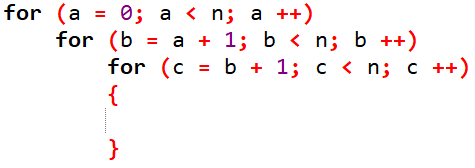 for (a = 0; a < n; a ++)
for (b = a + 1; b < n; b ++)
for (c = b + 1; c < n; c ++)
{
}